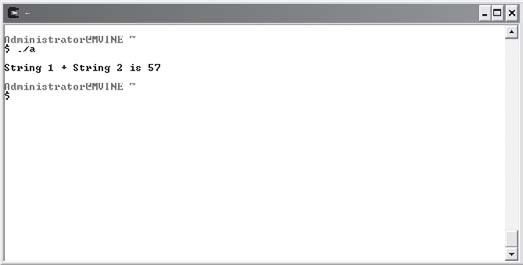 ~
Administrator@MVINE ~
$ ./a
String 1 + String 2 is 57
Administrator@MVINE ~
$